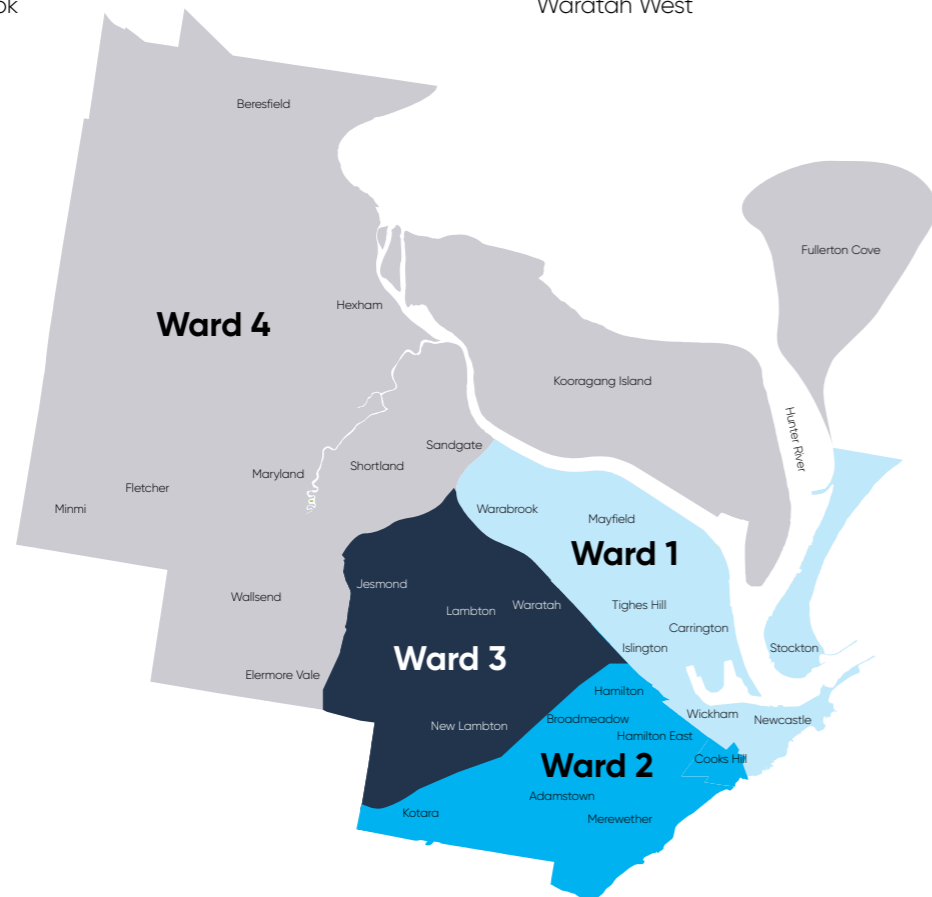 ok
Waratah West
Beresfield
Fullerton Cove
Hexham
Ward 4
Kooragang Island
Hunter River
Sandgate
Shortland
Maryland
Fletcher
Minmi
Warabrook
Mayfield
Ward 1
Jesmond
Wallsend
Lambton
Waratah
Tighes Hill
Carrington
Islington
Stockton
Ward 3
Elermore Vale
Hamilton
Wickham
Newcastle
Broadmeadow
New Lambton
Hamilton East
Cooks Hill
Ward 2
Adamstown
Kotara
Merewether